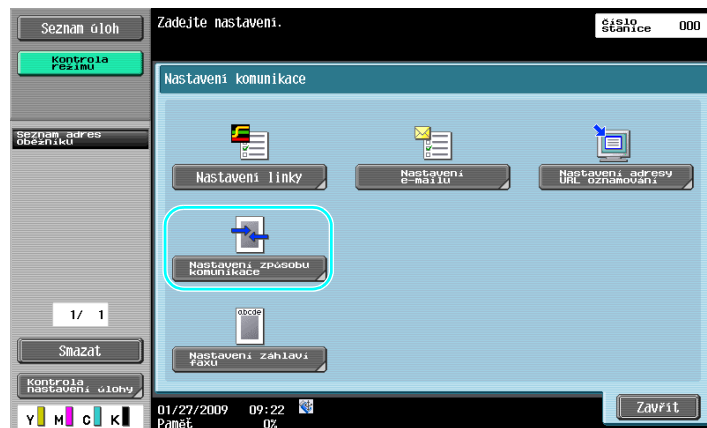 Seznam úloh
Kontrola
režimu
Seznam adres
oběžníku
1/ 1
Smazat
Kontrola
nastavení úlohy
Y M C K
Zadejte nastavení.
číslo
stanice 000
Nastavení komunikace
Nastavení linky
Nastavení
e-mailu
Nastavení adresy
URL oznamování
Nastavení způsobu
komunikace
abcde
Nastavení záhlaví
faxu
Zavřít
01/27/2009 09:22
Paměť 0%